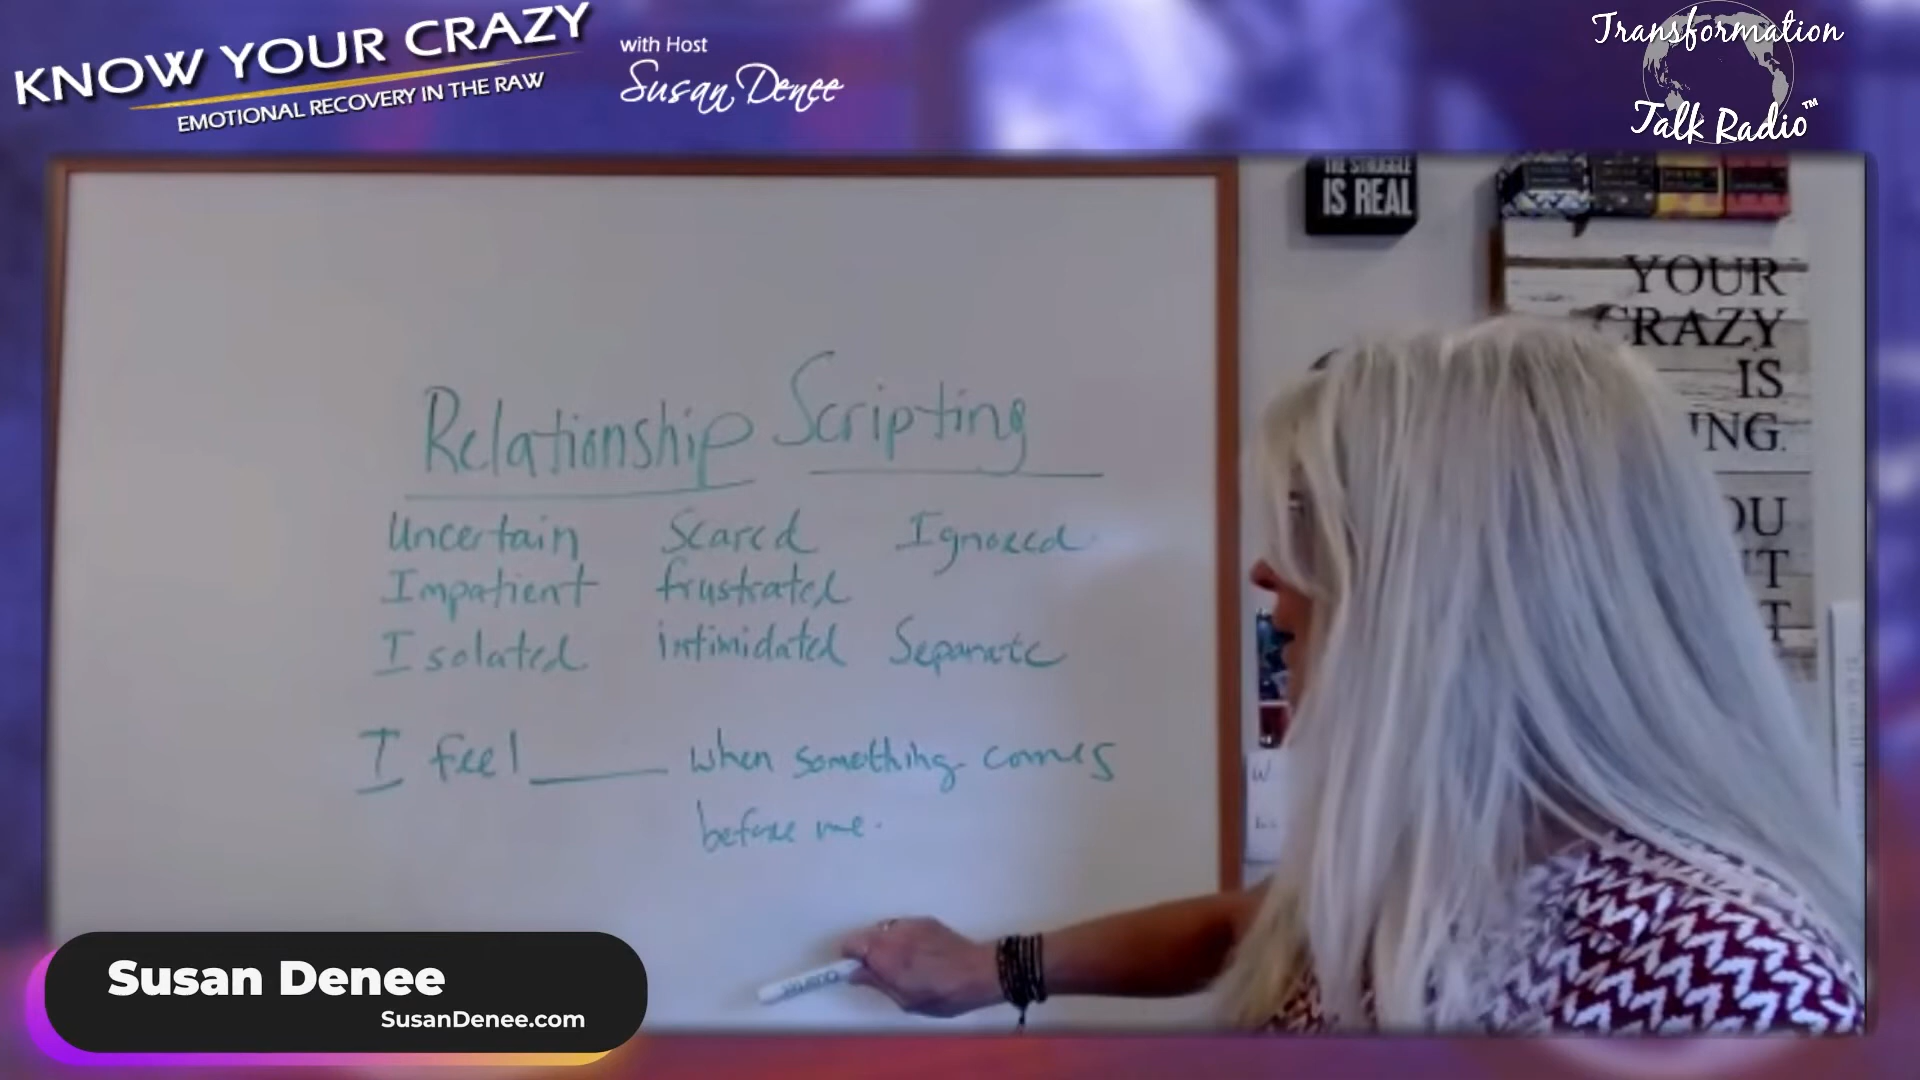 KNOW YOUR CRAZY
EMOTIONAL RECOVERY IN THE RAW
with Host
Susan Denee
Transformation
Talk Radio™
THE STRUGGLE
IS REAL
YOUR
CRAZY
IS
Relationship Scripting
Uncertain Scared Ignored
Impatient frustrated
Isolated intimidated Separate
I feel ____ when something comes
before me.
Susan Denee
SusanDenee.com